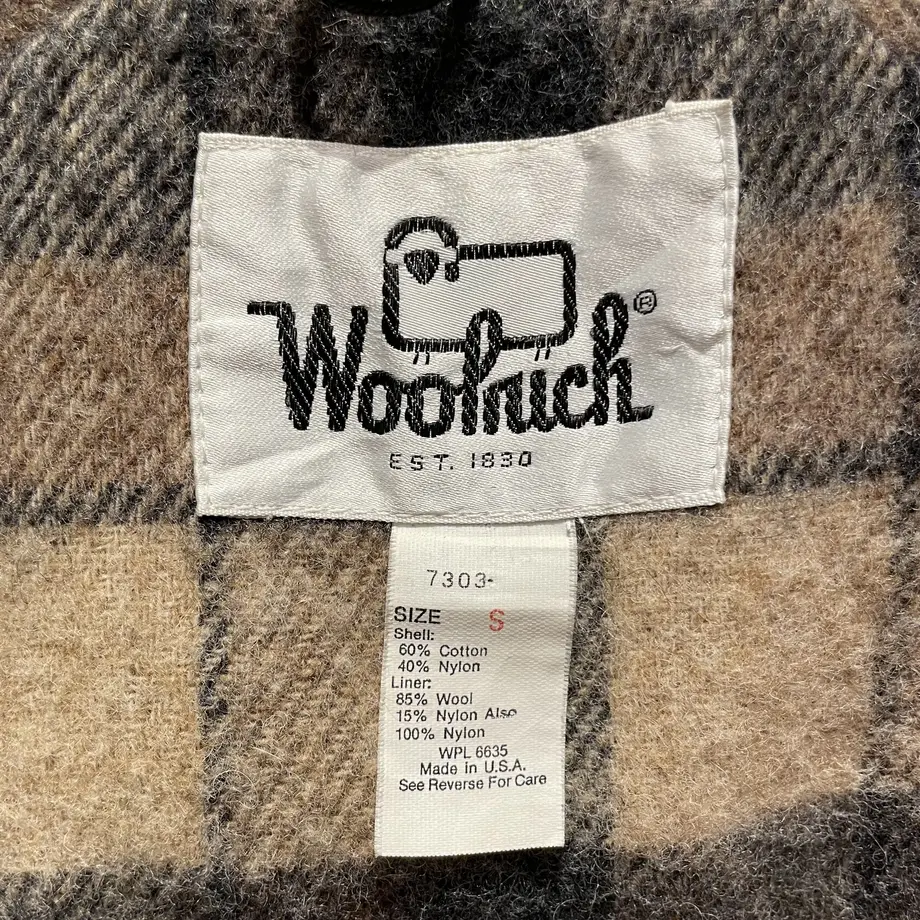 Woolrich®
EST. 1830
7303-
SIZE S
Shell:
60% Cotton
40% Nylon
Liner:
85% Wool
15% Nylon Also
100% Nylon
WPL 6635
Made in U.S.A.
See Reverse For Care